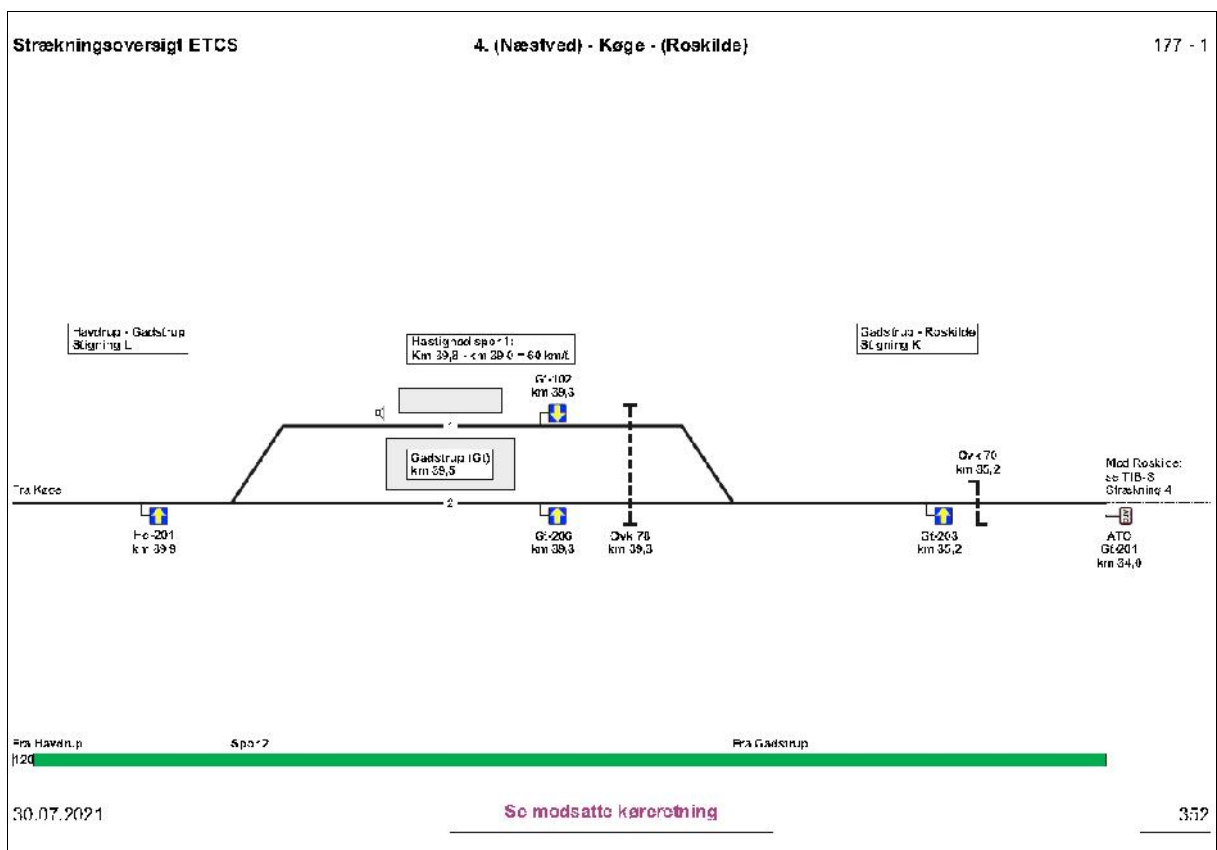 Strækningsoversigt ETCS
4. (Næstved) - Køge - (Roskilde)
177 - 1
Havdrup - Gadstrup
Stigning L
Hastighed spor 1:
Km 39,8 - km 39,0 = 60 km/t.
Gadstrup - Roskilde
Stigning K
Gt-102
km 39,3
1
Gadstrup (Gt)
km 39,5
Ovk 70
km 35,2
Mod Roskilde:
se TIB-S
Strækning 4
Fra Køge
2
km 39,9
Gt-206
km 39,3
Ovk 78
km 39,3
Gt-203
km 35,2
ATC
Gt-201
km 34,0
Fra Havdrup
Spor 2
Fra Gadstrup
120
30.07.2021
Se modsatte køreretning
352